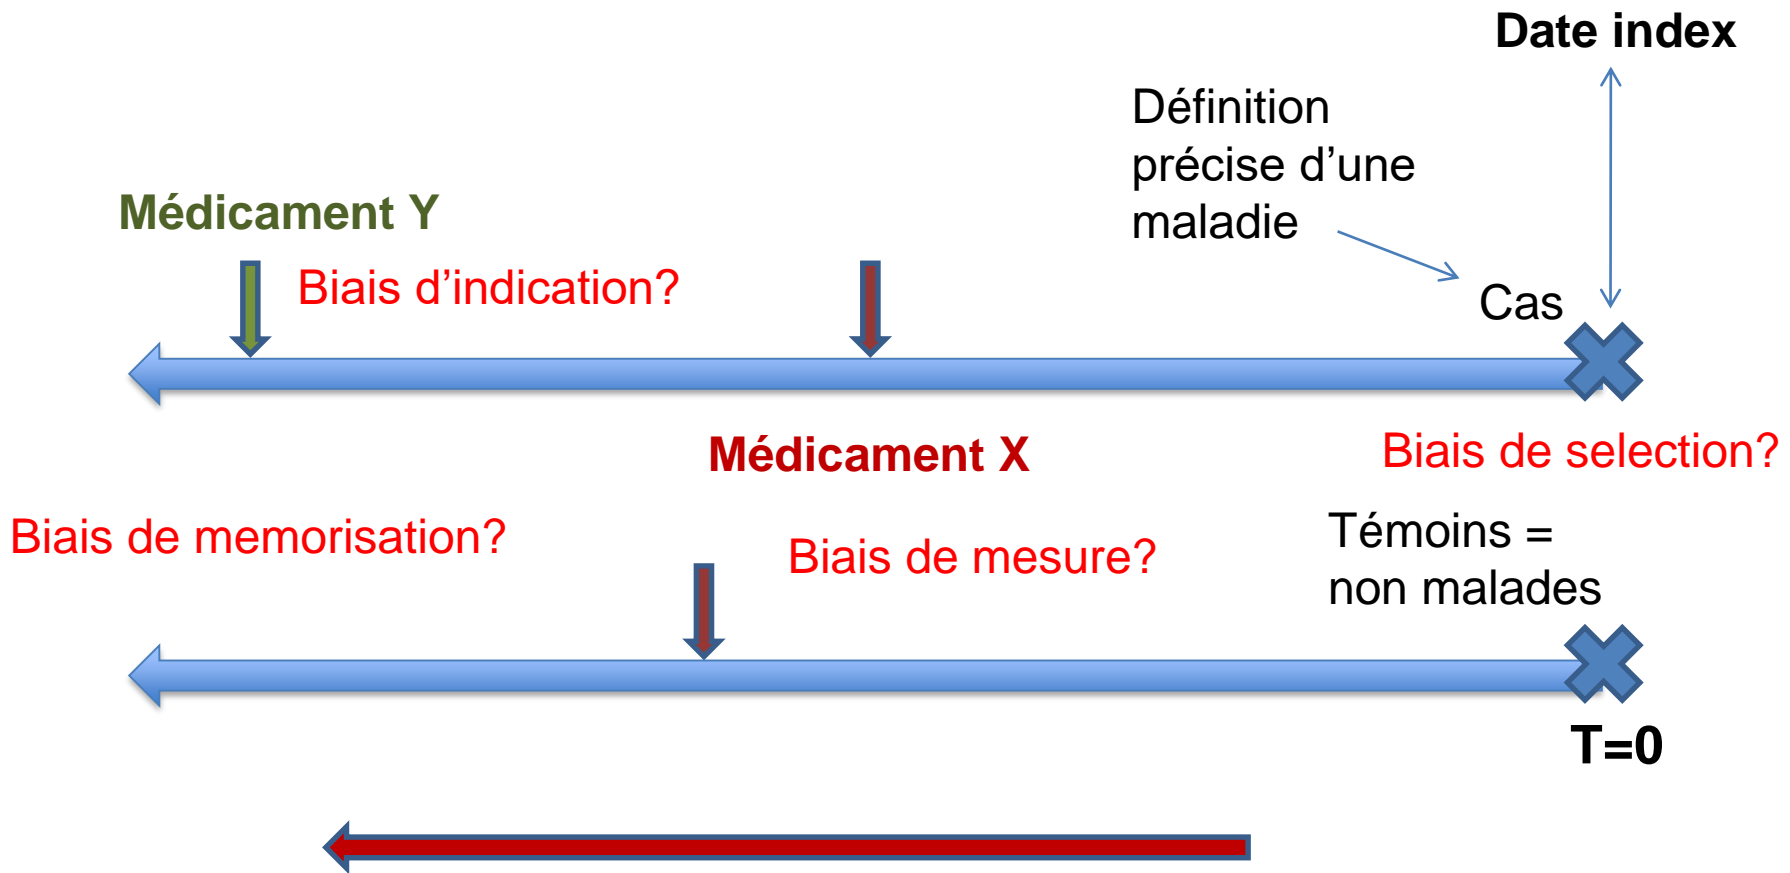 Date index
Définition
précise d’une
maladie
Médicament Y
Biais d’indication?
Cas
Médicament X
Biais de selection?
Biais de memorisation?
Biais de mesure?
Témoins =
non malades
T=0